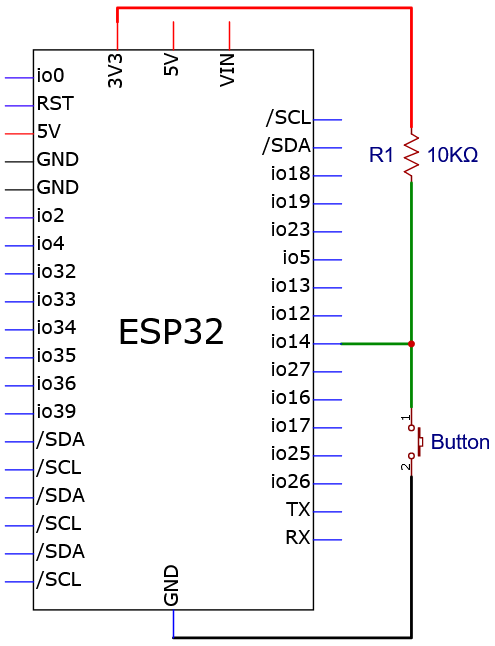 3V3
5V
VIN
io0
RST
5V
GND
GND
io2
io4
io32
io33
io34
io35
io36
io39
/SDA
/SCL
/SDA
/SCL
/SDA
/SCL
ESP32
/SCL
/SDA
io18
io19
io23
io5
io13
io12
io14
io27
io16
io17
io25
io26
TX
RX
GND
R1 10KΩ
1
Button
2